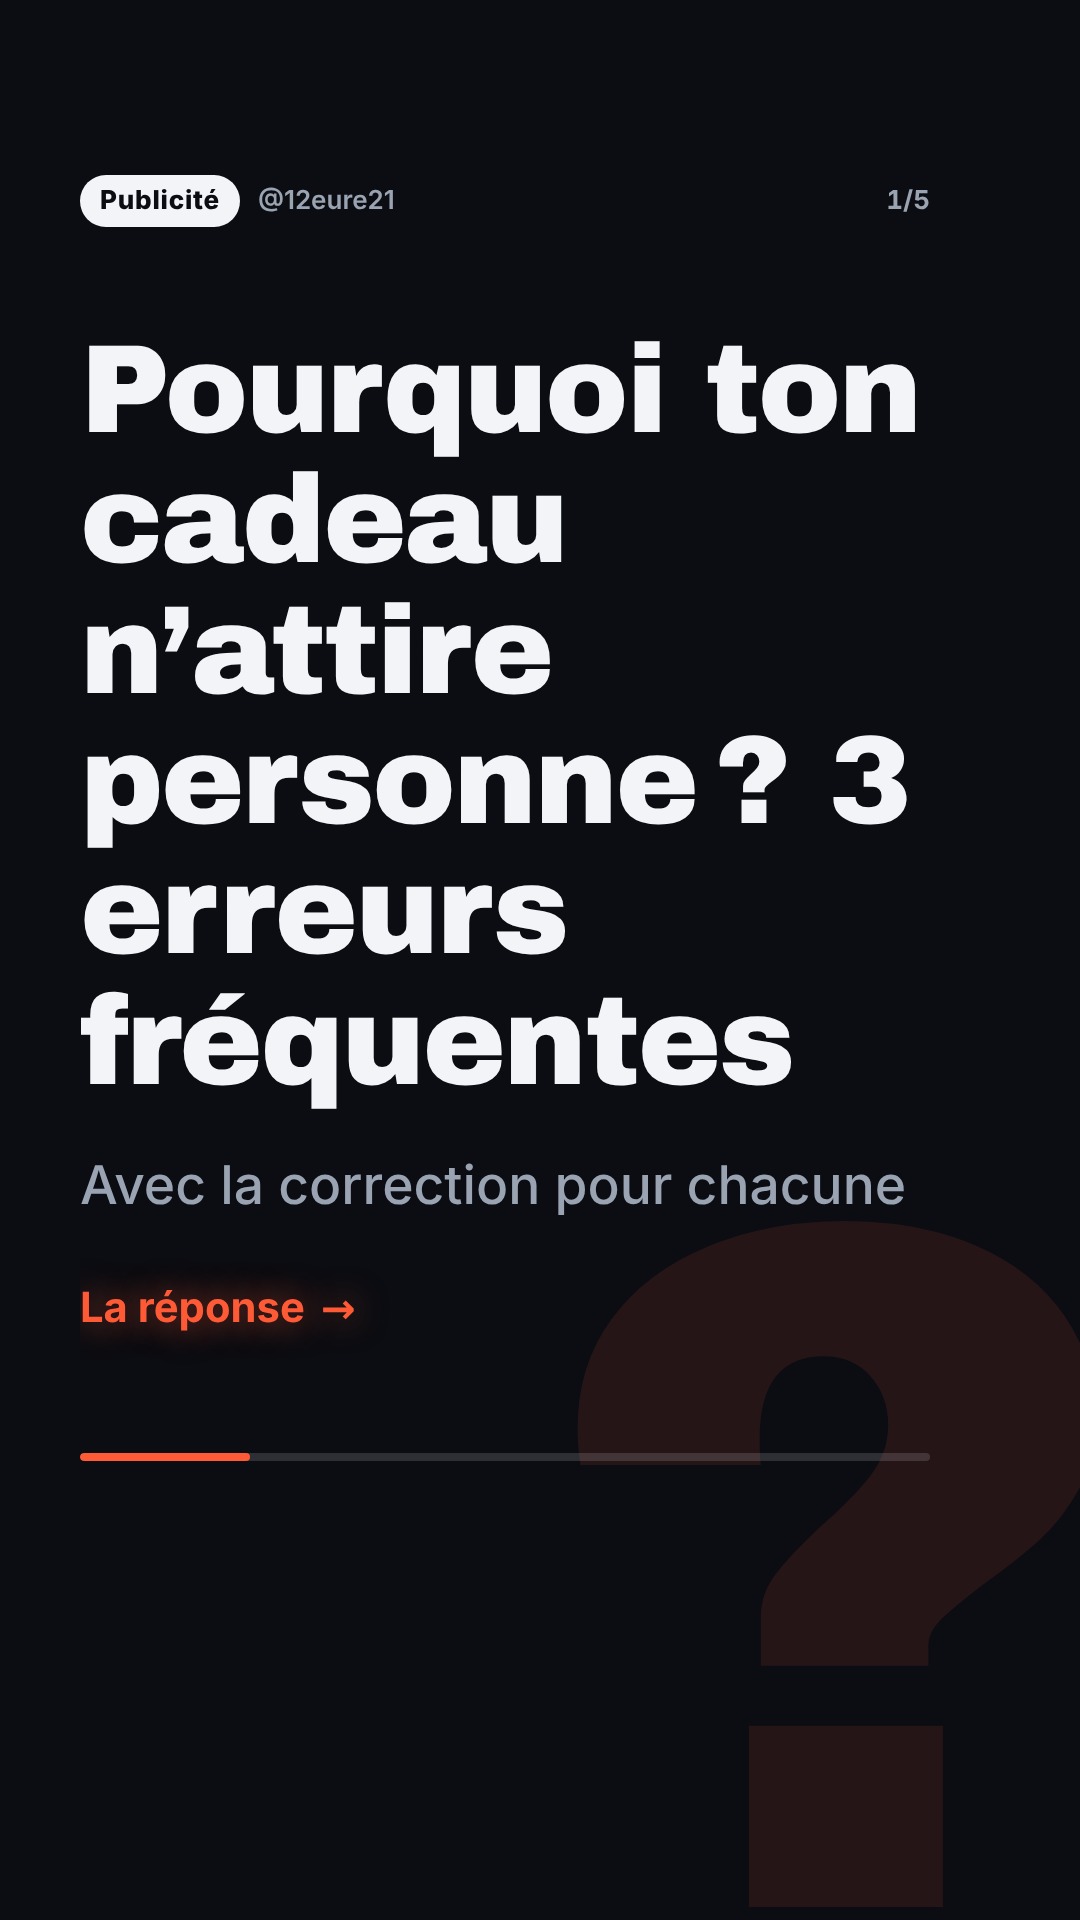 Publicité @12eure21 1/5
Pourquoi ton
cadeau
n’attire
personne ? 3
erreurs
fréquentes
Avec la correction pour chacune
La réponse →
?